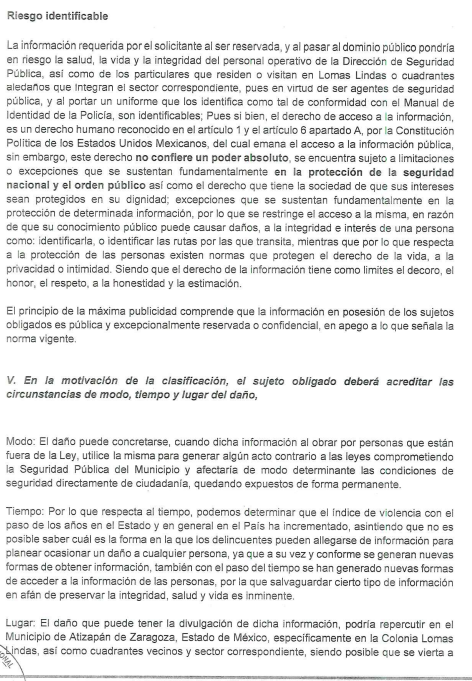 Riesgo identificable
La información requerida por el solicitante al ser reservada, y al pasar al dominio público pondría
en riesgo la salud, la vida y la integridad del personal operativo de la Dirección de Seguridad
Pública, así como de los particulares que residen o visitan en Lomas Lindas o cuadrantes
aledaños que integran el sector correspondiente, pues en virtud de ser agentes de seguridad
pública, y al portar un uniforme que los identifica como tal de conformidad con el Manual de
Identidad de la Policía, son identificables; Pues si bien, el derecho de acceso a la información,
es un derecho humano reconocido en el artículo 1 y el artículo 6 apartado A, por la Constitución
Política de los Estados Unidos Mexicanos, del cual emana el acceso a la información pública,
sin embargo, este derecho no confiere un poder absoluto, se encuentra sujeto a limitaciones
o excepciones que se sustentan fundamentalmente en la protección de la seguridad
nacional y el orden público así como el derecho que tiene la sociedad de que sus intereses
sean protegidos en su dignidad; excepciones que se sustentan fundamentalmente en la
protección de determinada información, por lo que se restringe el acceso a la misma, en razón
de que su conocimiento público puede causar daños, a la integridad e interés de una persona
como: identificarla, o identificar las rutas por las que transita, mientras que por lo que respecta
a la protección de las personas existen normas que protegen el derecho de la vida, a la
privacidad o intimidad. Siendo que el derecho de la información tiene como limites el decoro, el
honor, el respeto, a la honestidad y la estimación.
El principio de la máxima publicidad comprende que la información en posesión de los sujetos
obligados es pública y excepcionalmente reservada o confidencial, en apego a lo que señala la
norma vigente.
V. En la motivación de la clasificación, el sujeto obligado deberá acreditar las
circunstancias de modo, tiempo y lugar del daño,
Modo: El daño puede concretarse, cuando dicha información al obrar por personas que están
fuera de la Ley, utilice la misma para generar algún acto contrario a las leyes comprometiendo
la Seguridad Pública del Municipio y afectaría de modo determinante las condiciones de
seguridad directamente de ciudadanía, quedando expuestos de forma permanente.
Tiempo: Por lo que respecta al tiempo, podemos determinar que el índice de violencia con el
paso de los años en el Estado y en general en el País ha incrementado, asintiendo que no es
posible saber cuál es la forma en la que los delincuentes pueden allegarse de información para
planear ocasionar un daño a cualquier persona, ya que a su vez y conforme se generan nuevas
formas de obtener información, también con el paso del tiempo se han generado nuevas formas
de acceder a la información de las personas, por lo que salvaguardar cierto tipo de información
en afán de preservar la integridad, salud y vida es inminente.
Lugar: El daño que puede tener la divulgación de dicha información, podría repercutir en el
Municipio de Atizapán de Zaragoza, Estado de México, específicamente en la Colonia Lomas
Lindas, así como cuadrantes vecinos y sector correspondiente, siendo posible que se vierta a